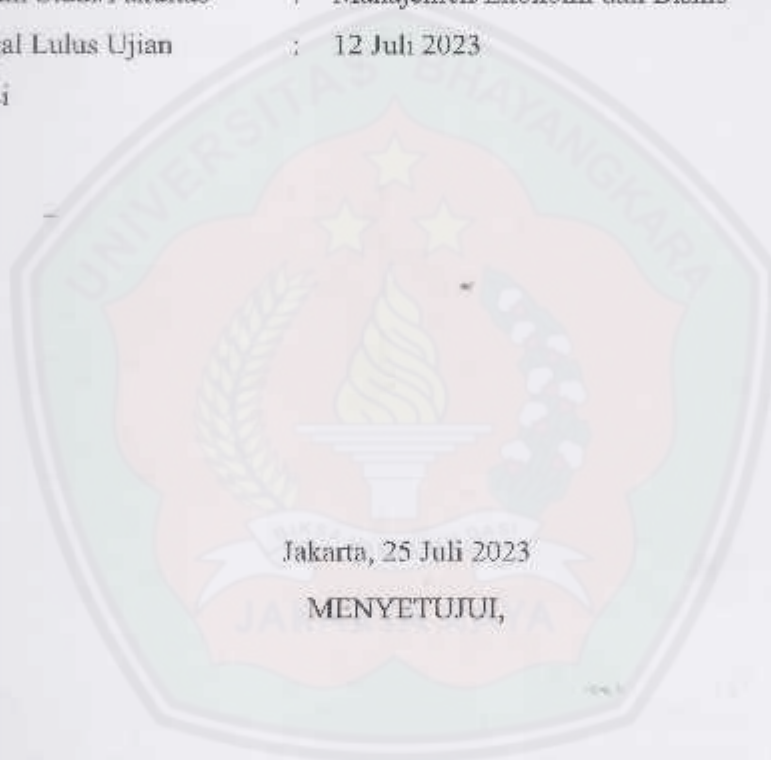 : Manajemen Ekonomi dan Bisnis
al Lulus Ujian : 12 Juli 2023
i
UNIVERSITAS BHAYANGKARA
Jakarta, 25 Juli 2023
MENYETUJUI,